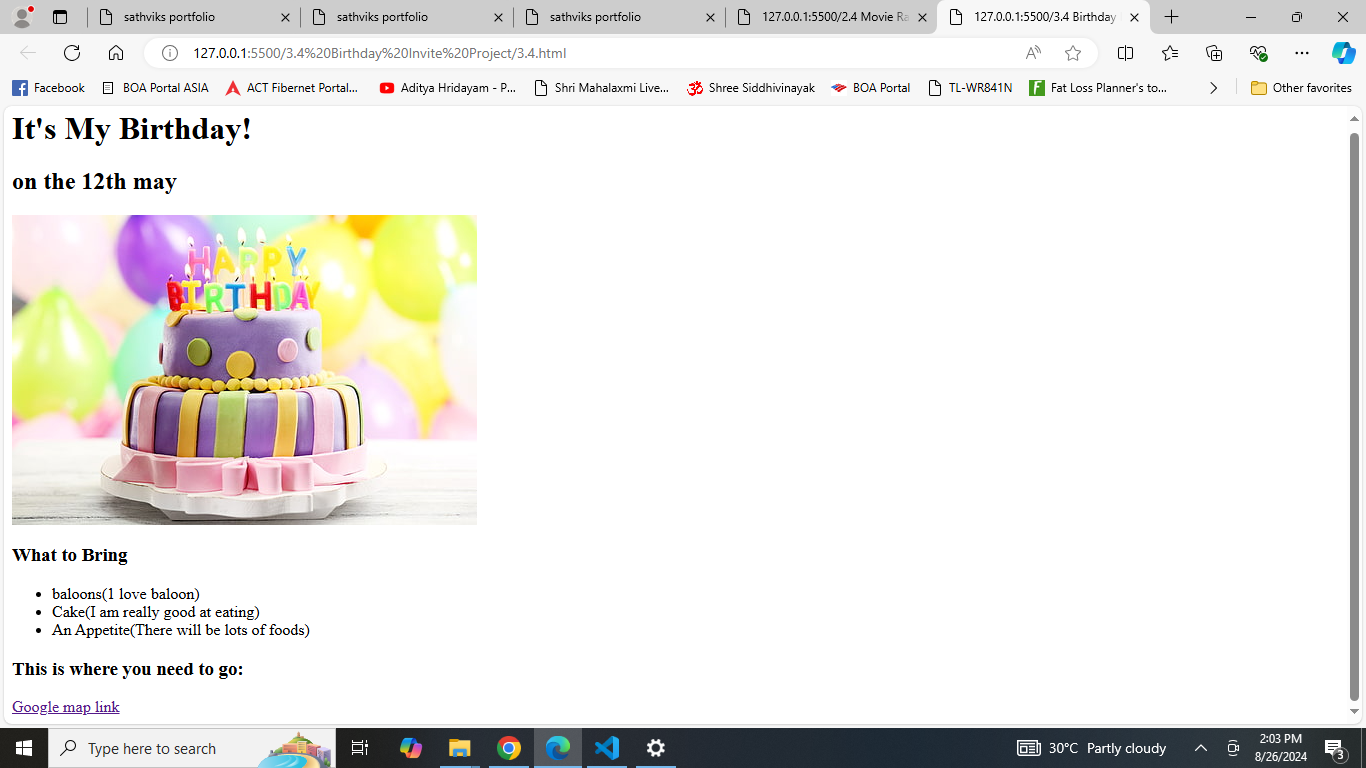 sathviks portfolio
sathviks portfolio
sathviks portfolio
127.0.0.1:5500/2.4 Movie Ra
127.0.0.1:5500/3.4 Birthday
127.0.0.1:5500/3.4%20Birthday%20Invite%20Project/3.4.html
Facebook
BOA Portal ASIA
ACT Fibernet Portal...
Aditya Hridayam - P...
Shri Mahalaxmi Live...
Shree Siddhivinayak
BOA Portal
TL-WR841N
Fat Loss Planner's to...
Other favorites
It's My Birthday!
on the 12th may
HAPPY
BIRTHDAY
What to Bring
baloons(1 love baloon)
Cake(I am really good at eating)
An Appetite(There will be lots of foods)
This is where you need to go:
Google map link
Type here to search
30°C Partly cloudy
2:03 PM
8/26/2024
3